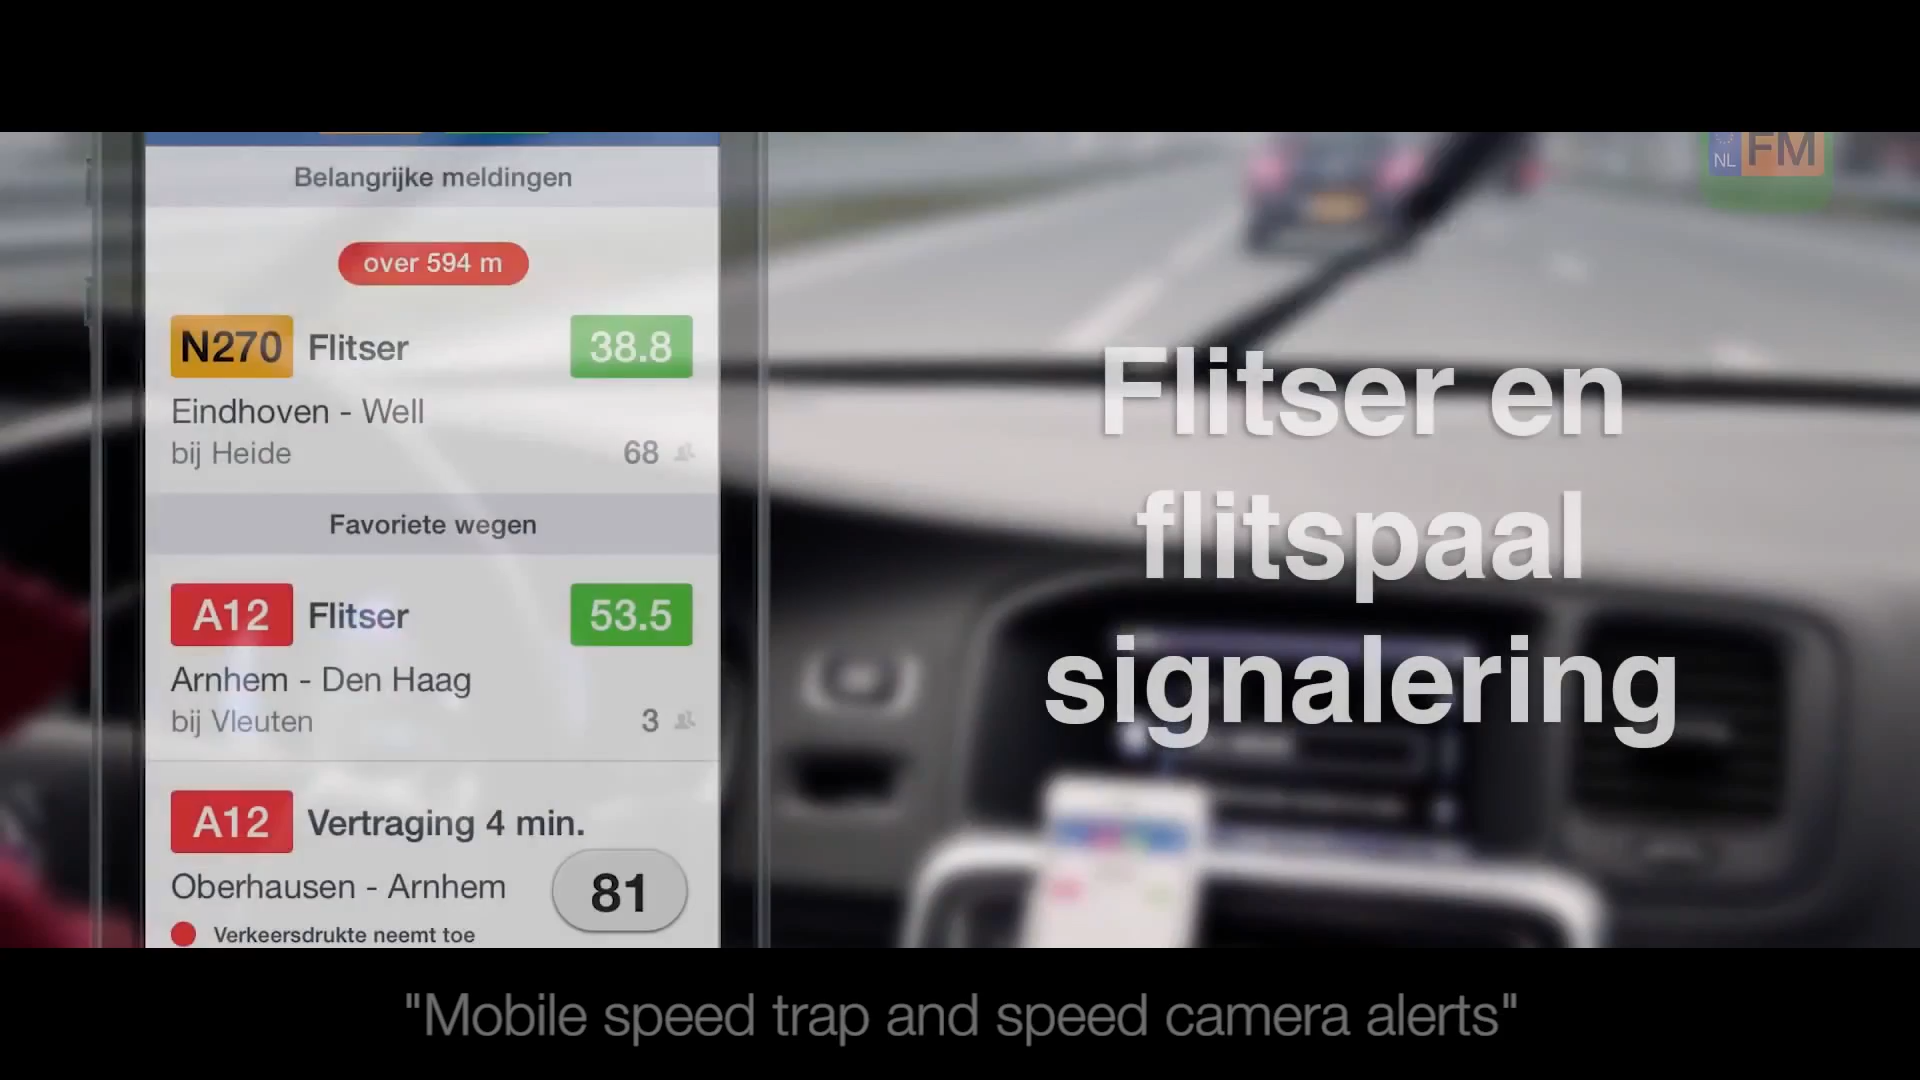 Belangrijke meldingen
over 594 m
N270 Flitser 38.8
Eindhoven - Well
bij Heide 68
Favoriete wegen
A12 Flitser 53.5
Arnhem - Den Haag
bij Vleuten 3
A12 Vertraging 4 min.
Oberhausen - Arnhem
81
Verkeersdrukte neemt toe
NL FM
Flitser en
flitspaal
signalering
"Mobile speed trap and speed camera alerts"